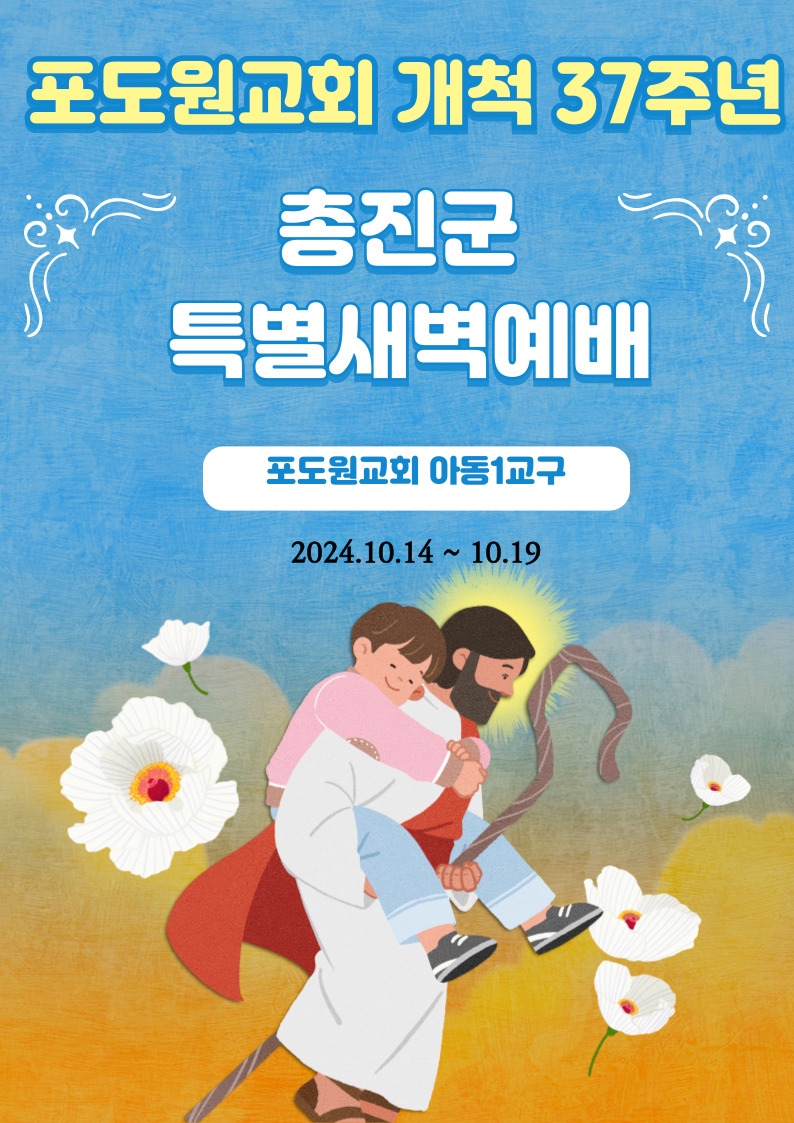 포도원교회 개척 37주년
총진군
특별새벽예배
포도원교회 아동1교구
2024.10.14 ~ 10.19